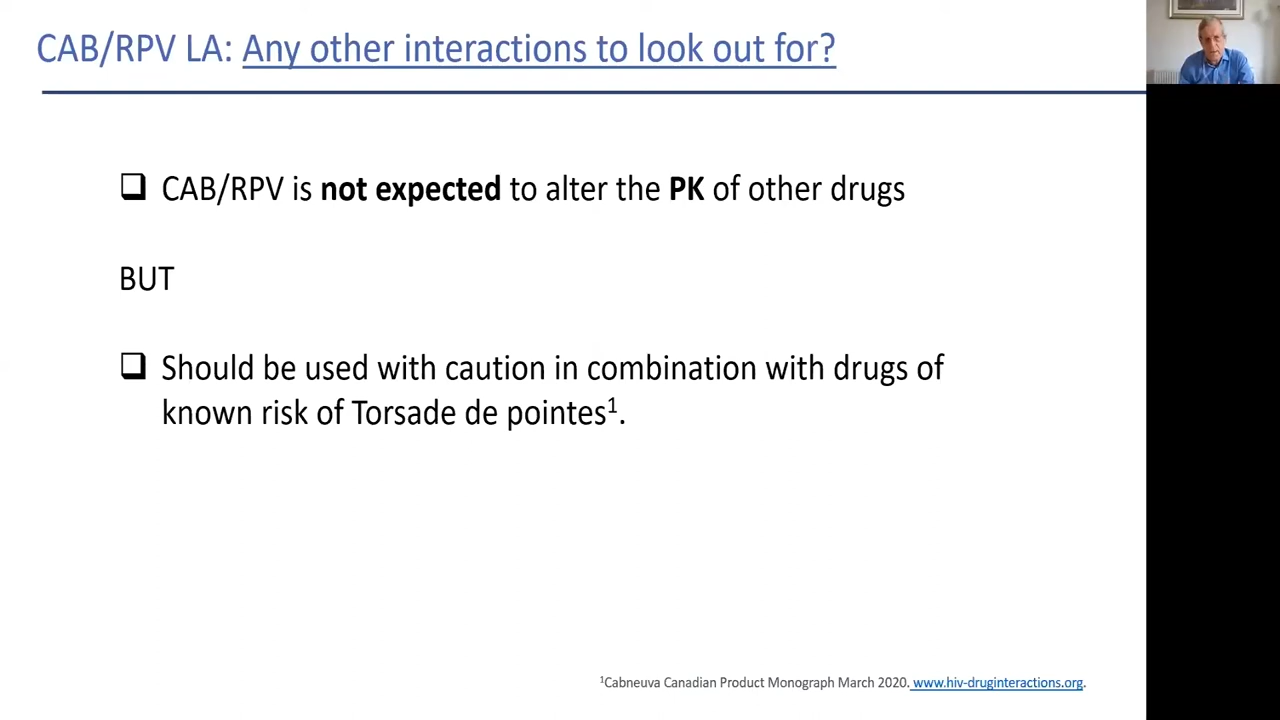 CAB/RPV LA: Any other interactions to look out for?
❑ CAB/RPV is not expected to alter the PK of other drugs
BUT
❑ Should be used with caution in combination with drugs of
known risk of Torsade de pointes¹.
¹Cabneuva Canadian Product Monograph March 2020. www.hiv-druginteractions.org.